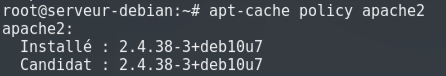 root@serveur-debian:~# apt-cache policy apache2
apache2:
  Installé : 2.4.38-3+deb10u7
  Candidat : 2.4.38-3+deb10u7